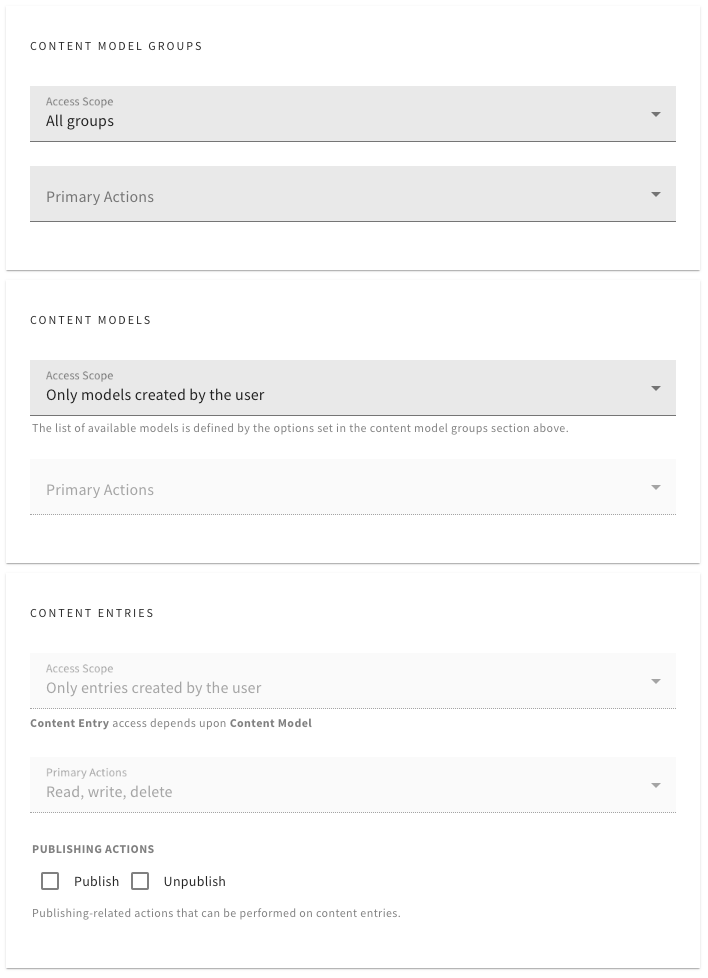 CONTENT MODEL GROUPS
Access Scope
All groups
Primary Actions
CONTENT MODELS
Access Scope
Only models created by the user
The list of available models is defined by the options set in the content model groups section above.
Primary Actions
CONTENT ENTRIES
Access Scope
Only entries created by the user
Content Entry access depends upon Content Model
Primary Actions
Read, write, delete
PUBLISHING ACTIONS
Publish Unpublish
Publishing-related actions that can be performed on content entries.